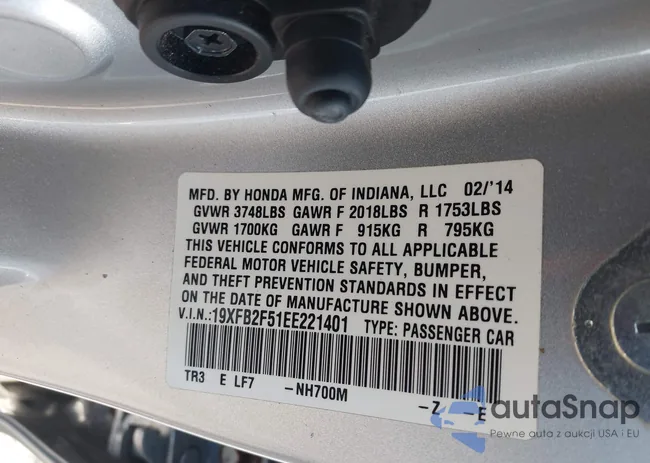 MFD. BY HONDA MFG. OF INDIANA, LLC 02/'14
GVWR 3748LBS GAWR F 2018LBS R 1753LBS
GVWR 1700KG GAWR F 915KG R 795KG
THIS VEHICLE CONFORMS TO ALL APPLICABLE
FEDERAL MOTOR VEHICLE SAFETY, BUMPER,
AND THEFT PREVENTION STANDARDS IN EFFECT
ON THE DATE OF MANUFACTURE SHOWN ABOVE.
V.I.N.:19XFB2F51EE221401 TYPE: PASSENGER CAR
TR3 E LF7 -NH700M -Z -E
autaSnap
Pewne auta z aukcji USA i EU